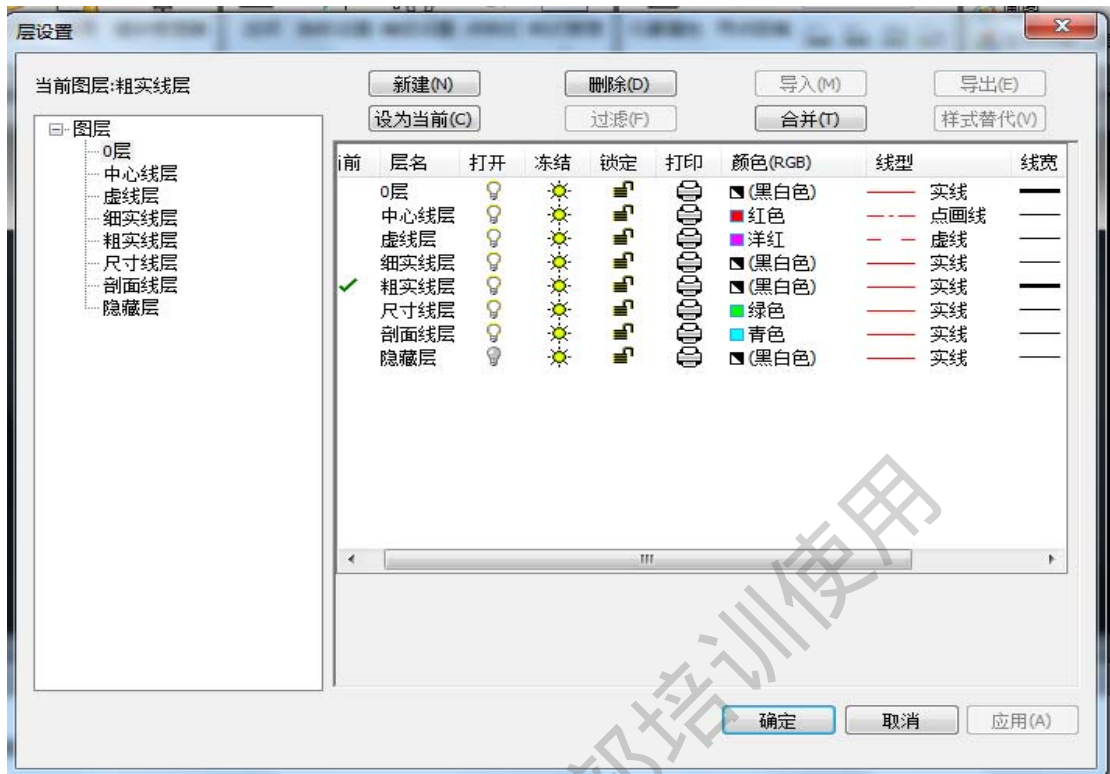 层设置
当前图层:粗实线层
新建(N) 删除(D) 导入(M) 导出(E)
设为当前(C) 过虑(F) 合并(T) 样式替代(V)
图层
0层
中心线层
虚线层
细实线层
粗实线层
尺寸线层
剖面线层
隐藏层
前 层名 打开 冻结 锁定 打印 颜色(RGB) 线型 线宽
0层 (黑白色) 实线
中心线层 红色 点画线
虚线层 洋红 虚线
细实线层 (黑白色) 实线
粗实线层 (黑白色) 实线
尺寸线层 绿色 实线
剖面线层 青色 实线
隐藏层 (黑白色) 实线
确定 取消 应用(A)
部培训使用